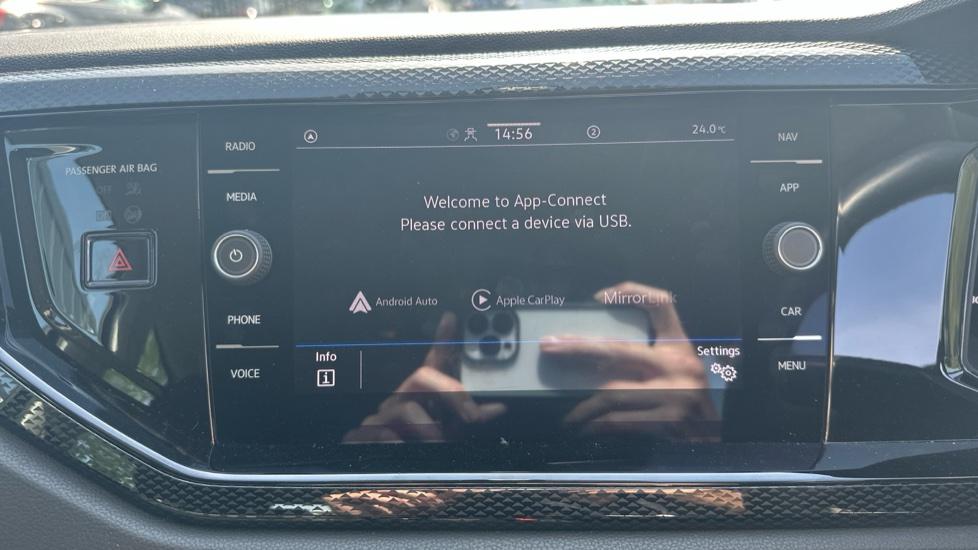 PASSENGER AIR BAG
OFF
RADIO
MEDIA
PHONE
VOICE
14:56
2
24.0°C
Welcome to App-Connect
Please connect a device via USB.
Android Auto
Apple CarPlay
MirrorLink
Info
Settings
NAV
APP
CAR
MENU